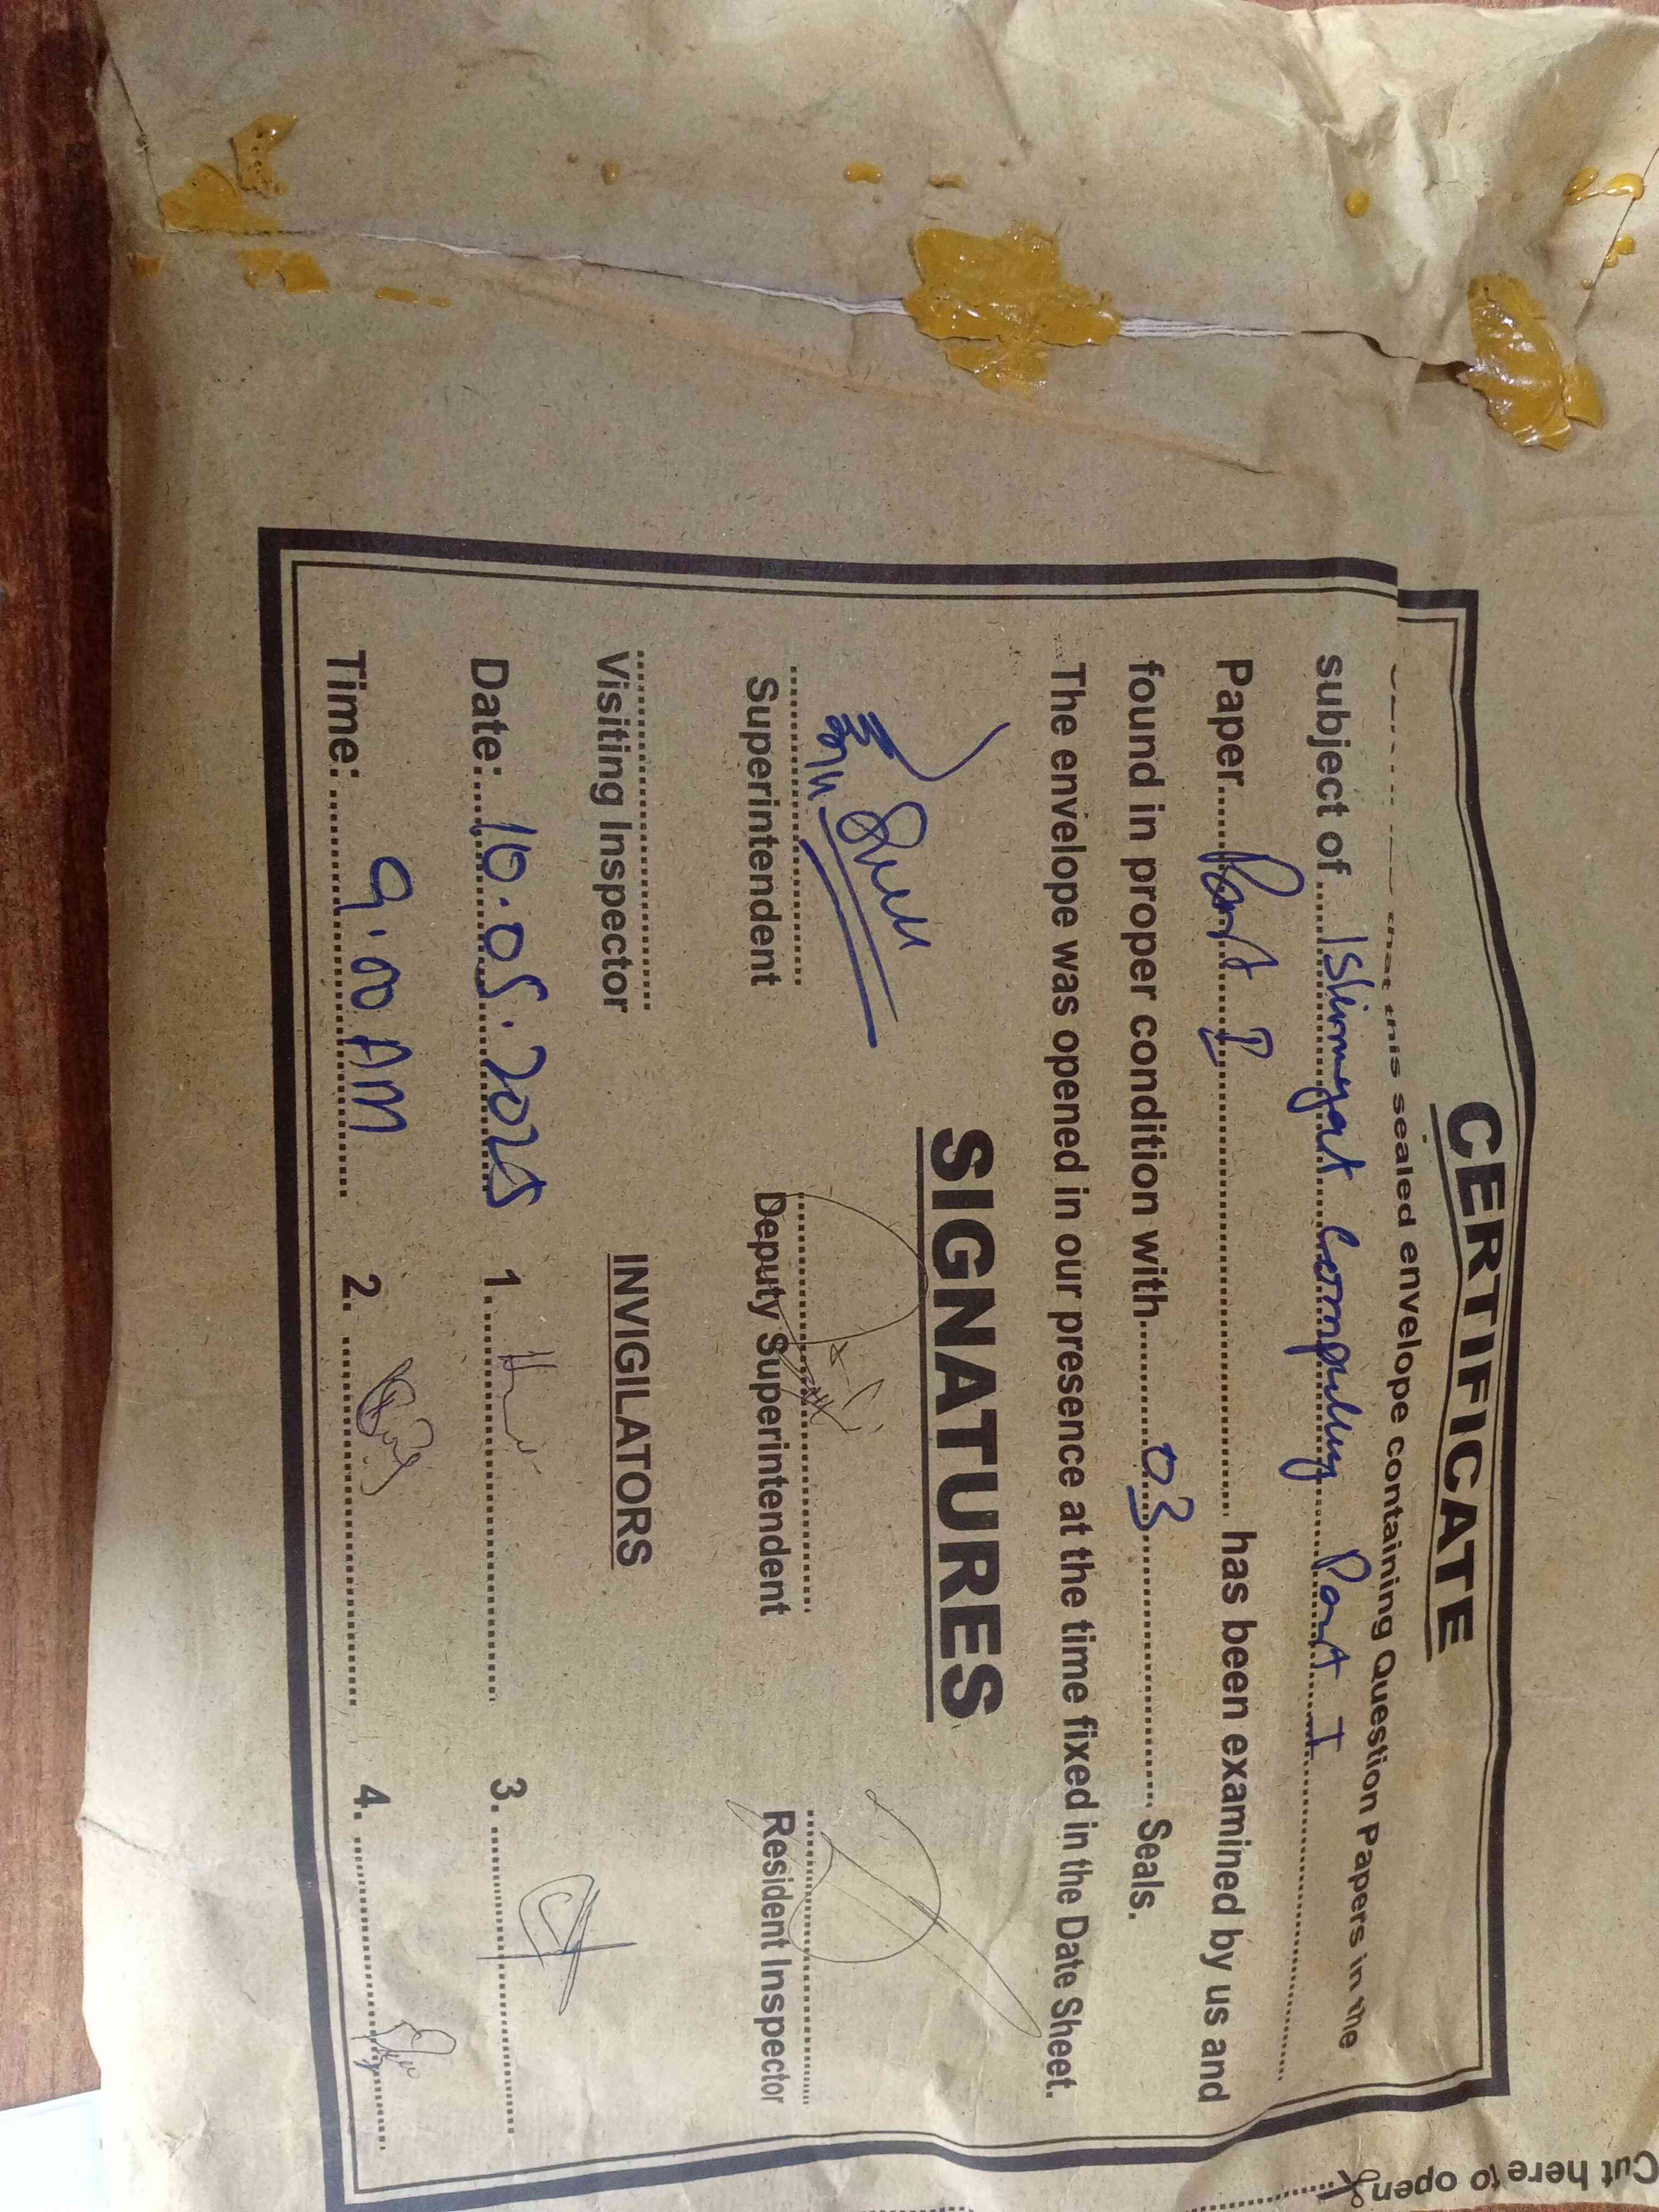 CERTIFICATE
that this sealed envelope containing Question Papers in the
subject of Islamiyat Compulsory Part I
Paper Part I has been examined by us and
found in proper condition with 03 Seals.
The envelope was opened in our presence at the time fixed in the Date Sheet.
SIGNATURES
Superintendent Deputy Superintendent Resident Inspector
Visiting Inspector
INVIGILATORS
Date: 10.05.2025 1. 3.
Time: 9.00 AM 2. 4.
Cut here to open